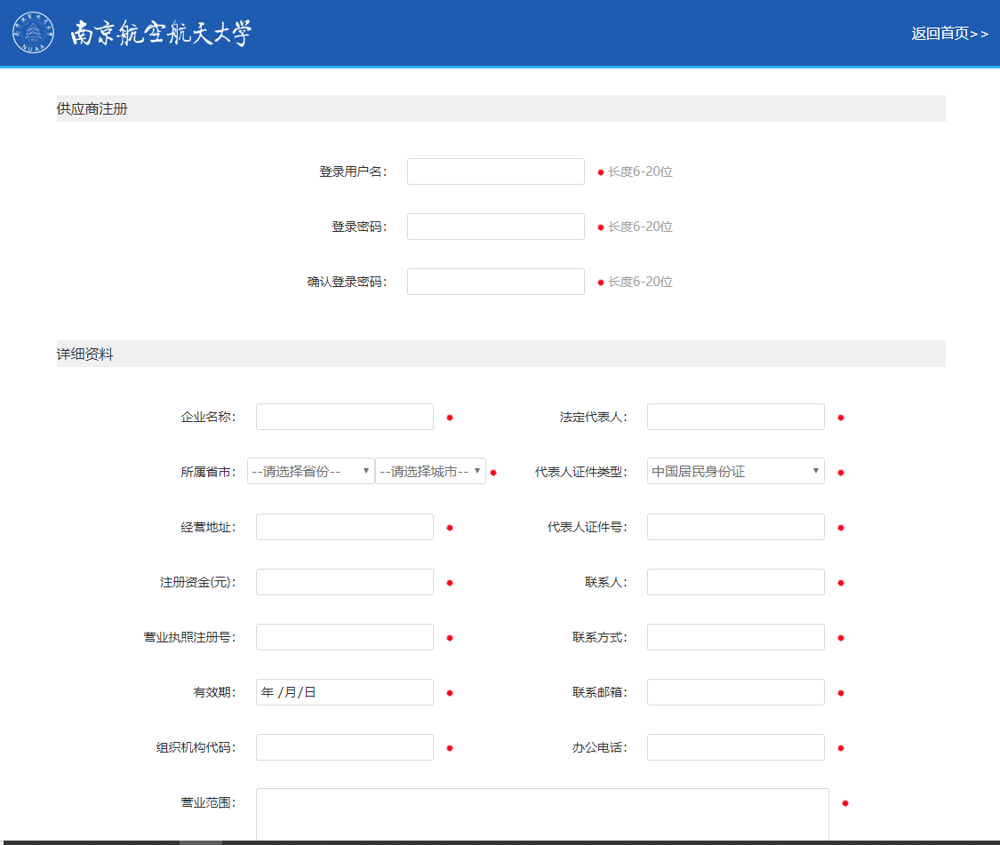 南京航空航天大学
NUAA
返回首页>>
供应商注册
登录用户名：
长度6-20位
登录密码：
长度6-20位
确认登录密码：
长度6-20位
详细资料
企业名称： 法定代表人：
所属省市： --请选择省份-- --请选择城市-- 代表人证件类型： 中国居民身份证
经营地址： 代表人证件号：
注册资金(元)： 联系人：
营业执照注册号： 联系方式：
有效期： 年 /月/日 联系邮箱：
组织机构代码： 办公电话：
营业范围：